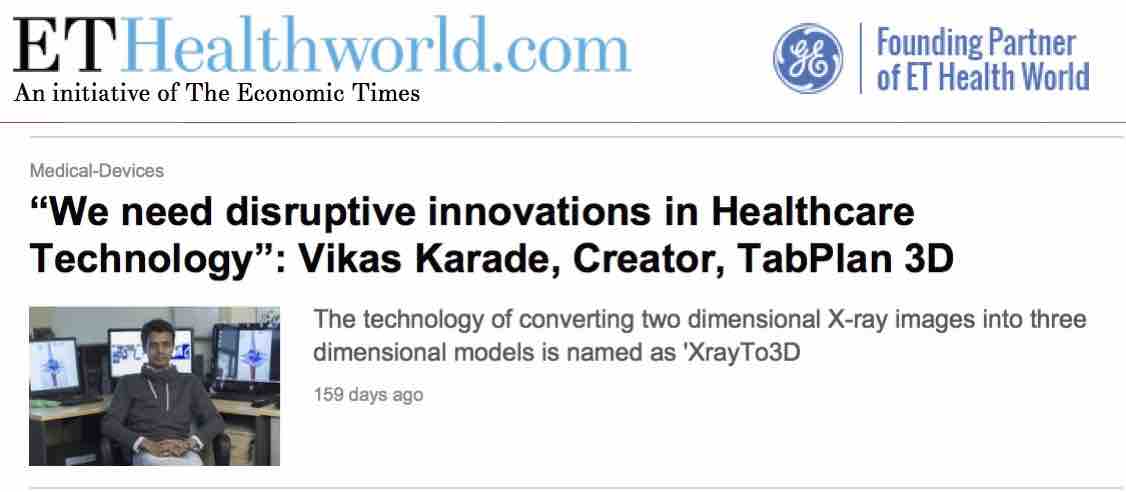 ETHealthworld.com
An initiative of The Economic Times
GE
Founding Partner
of ET Health World
Medical-Devices
“We need disruptive innovations in Healthcare
Technology”: Vikas Karade, Creator, TabPlan 3D
The technology of converting two dimensional X-ray images into three
dimensional models is named as 'XrayTo3D
159 days ago